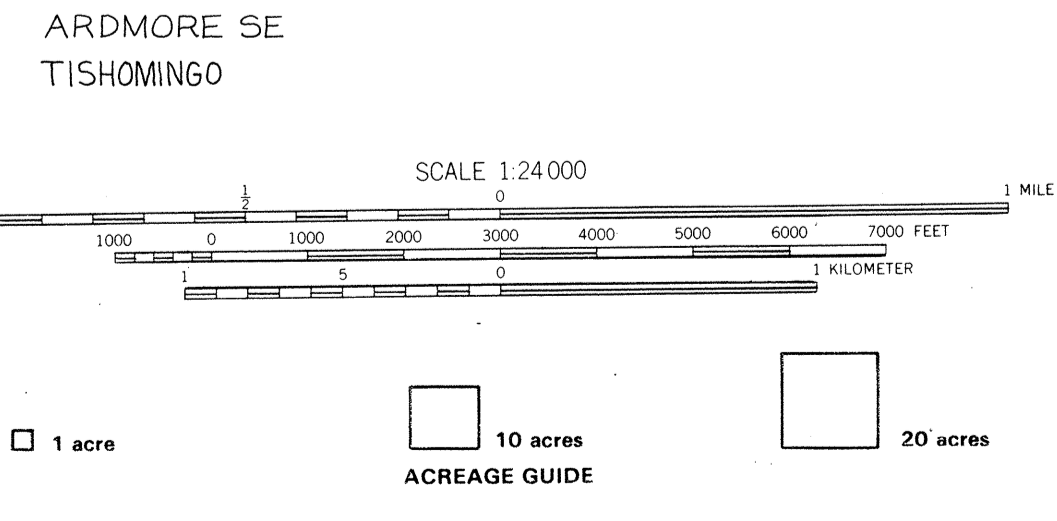 ARDMORE SE
TISHOMINGO
SCALE 1:24 000
1/2 0 1 MILE
1000 0 1000 2000 3000 4000 5000 6000 7000 FEET
1 5 0 1 KILOMETER
1 acre 10 acres 20 acres
ACREAGE GUIDE